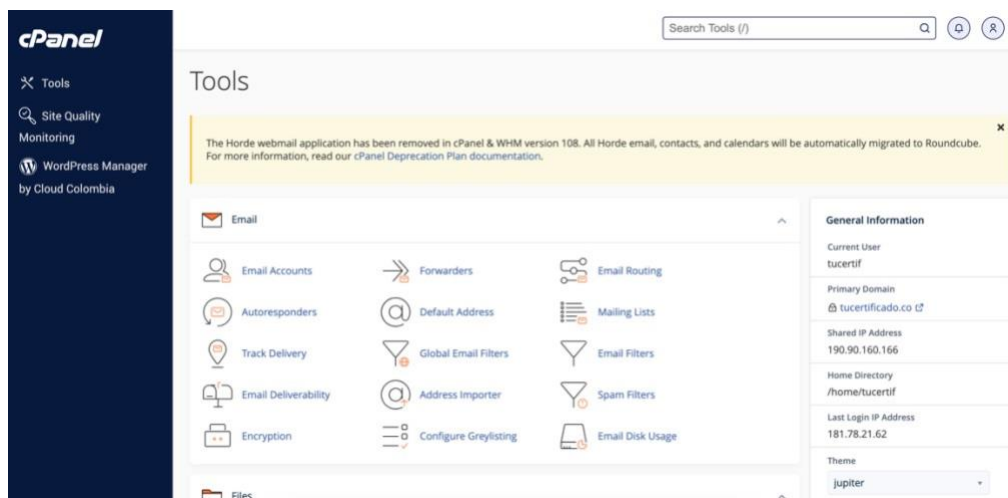 cPanel
Search Tools (/)
Tools
Site Quality
Monitoring
WordPress Manager
by Cloud Colombia
Tools
The Horde webmail application has been removed in cPanel & WHM version 108. All Horde email, contacts, and calendars will be automatically migrated to Roundcube.
For more information, read our cPanel Deprecation Plan documentation.
Email
Email Accounts
Forwarders
Email Routing
Autoresponders
Default Address
Mailing Lists
Track Delivery
Global Email Filters
Email Filters
Email Deliverability
Address Importer
Spam Filters
Encryption
Configure Greylisting
Email Disk Usage
Files
General Information
Current User
tucertif
Primary Domain
tucertificado.co
Shared IP Address
190.90.160.166
Home Directory
/home/tucertif
Last Login IP Address
181.78.21.62
Theme
jupiter